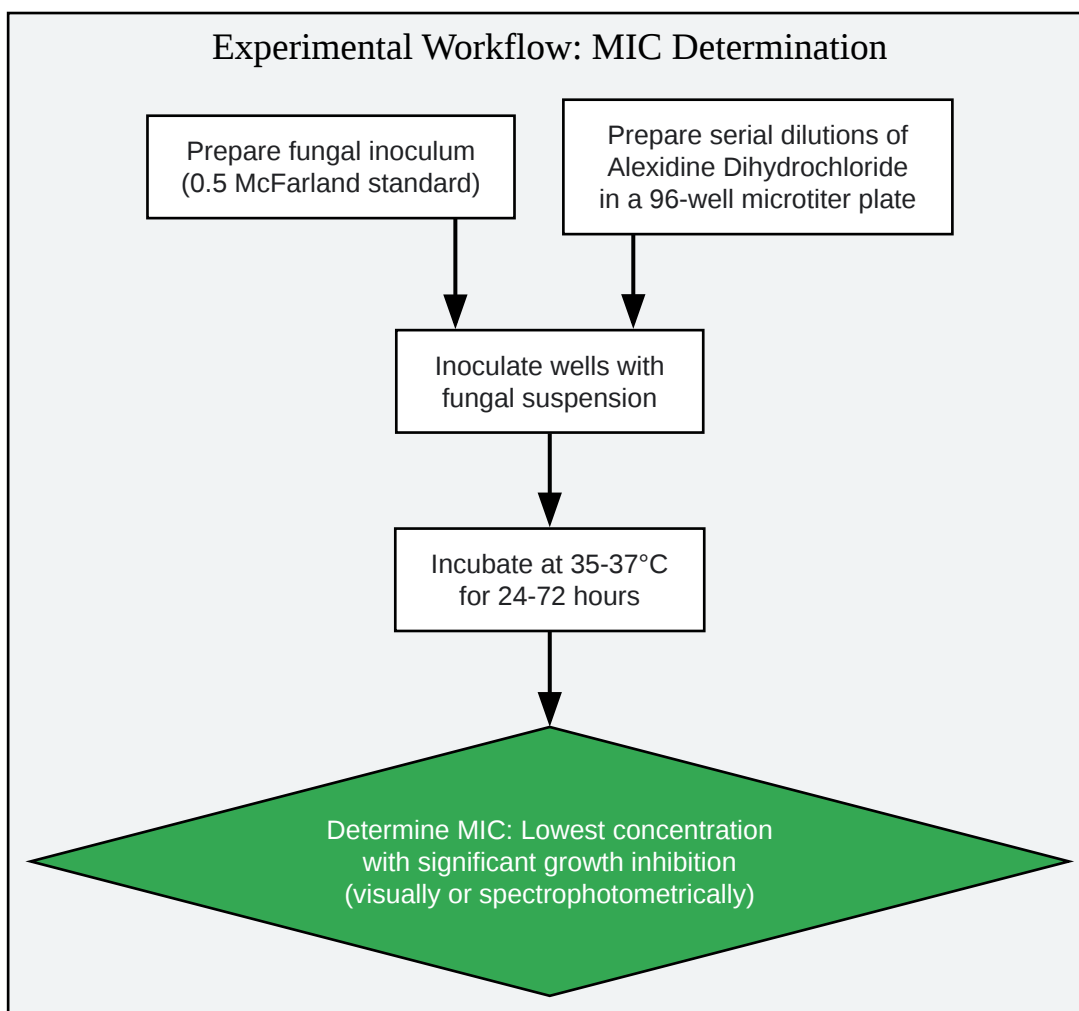 Experimental Workflow: MIC Determination
Prepare fungal inoculum
(0.5 McFarland standard)
Prepare serial dilutions of
Alexidine Dihydrochloride
in a 96-well microtiter plate
Inoculate wells with
fungal suspension
Incubate at 35-37°C
for 24-72 hours
Determine MIC: Lowest concentration
with significant growth inhibition
(visually or spectrophotometrically)